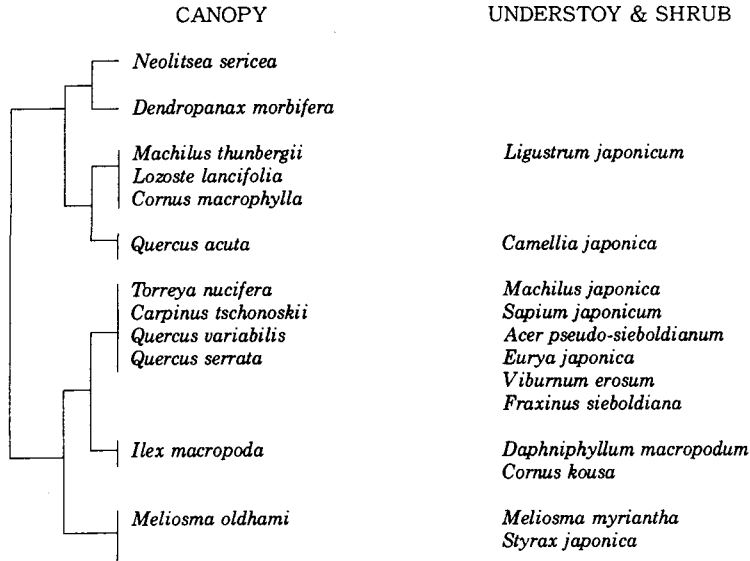 CANOPY UNDERSTOY & SHRUB
Neolitsea sericea
Dendropanax morbifera
Machilus thunbergii Ligustrum japonicum
Lozoste lancifolia
Cornus macrophylla
Quercus acuta Camellia japonica
Torreya nucifera Machilus japonica
Carpinus tschonoskii Sapium japonicum
Quercus variabilis Acer pseudo-sieboldianum
Quercus serrata Eurya japonica
Viburnum erosum
Fraxinus sieboldiana
Ilex macropoda Daphniphyllum macropodum
Cornus kousa
Meliosma oldhami Meliosma myriantha
Styrax japonica